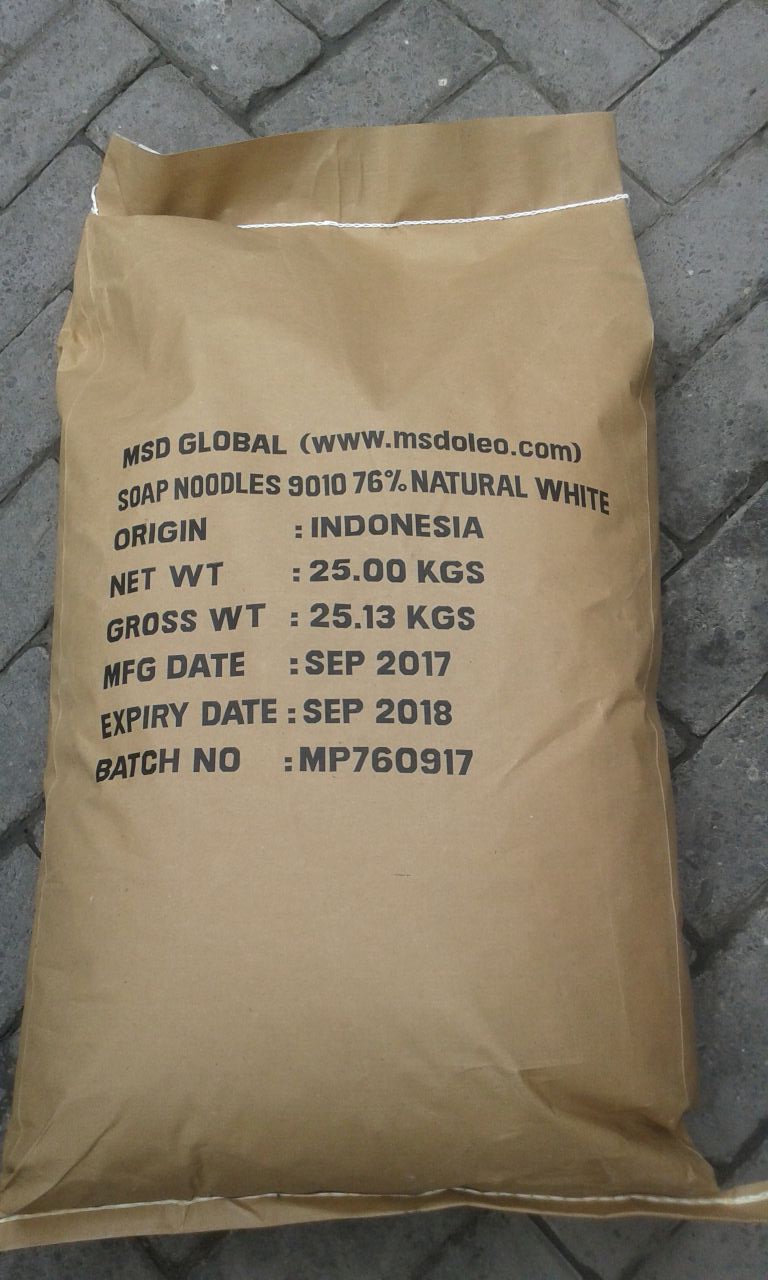 MSD GLOBAL (www.msdoleo.com)
SOAP NOODLES 9010 76% NATURAL WHITE
ORIGIN : INDONESIA
NET WT : 25.00 KGS
GROSS WT : 25.13 KGS
MFG DATE : SEP 2017
EXPIRY DATE : SEP 2018
BATCH NO : MP760917